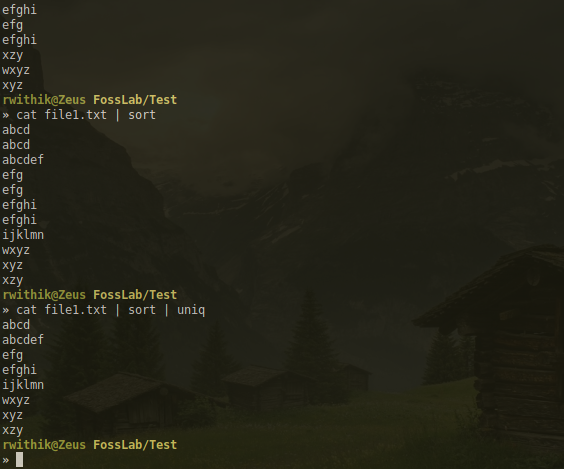 efghi
efg
efghi
xzy
wxyz
xyz
rwithik@Zeus FossLab/Test
» cat file1.txt | sort
abcd
abcd
abcdef
efg
efg
efghi
efghi
ijklmn
wxyz
xyz
xzy
rwithik@Zeus FossLab/Test
» cat file1.txt | sort | uniq
abcd
abcdef
efg
efghi
ijklmn
wxyz
xyz
xzy
rwithik@Zeus FossLab/Test
»